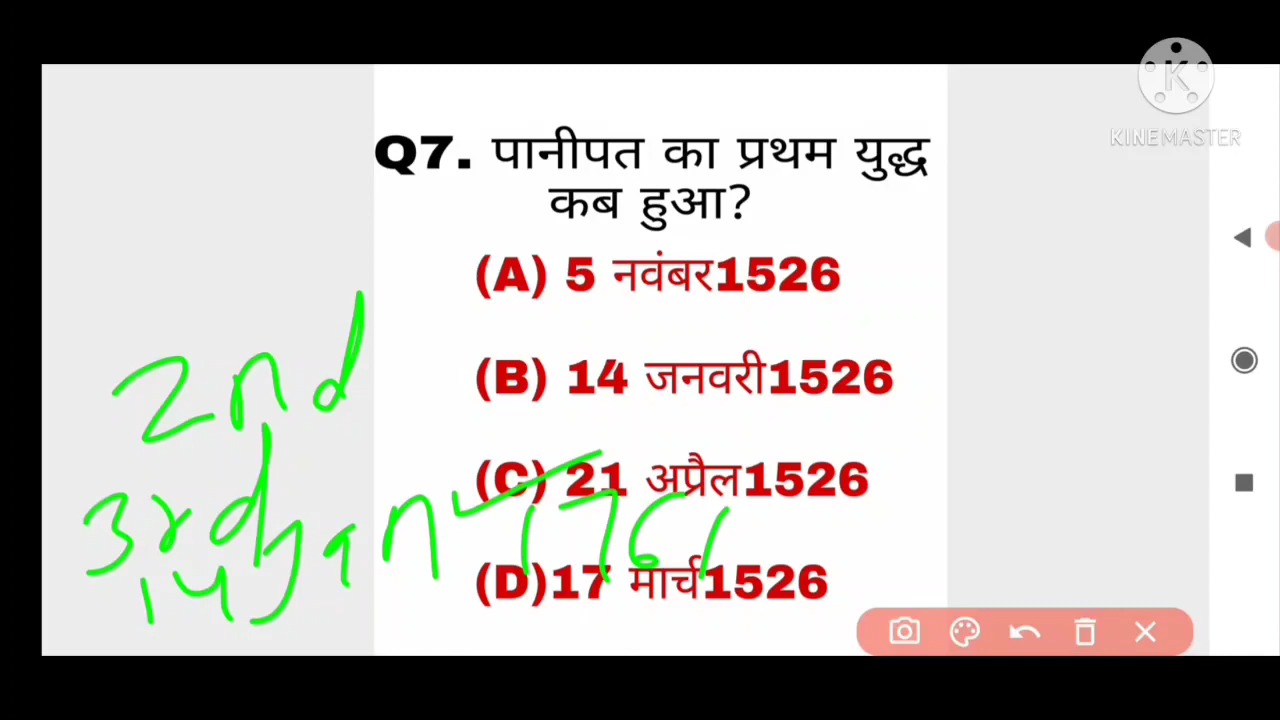 KINEMASTER
Q7. पानीपत का प्रथम युद्ध
कब हुआ?
(A) 5 नवंबर1526
(B) 14 जनवरी1526
(C) 21 अप्रैल1526
(D)17 मार्च1526
2nd
3rd
14 Jan 1761